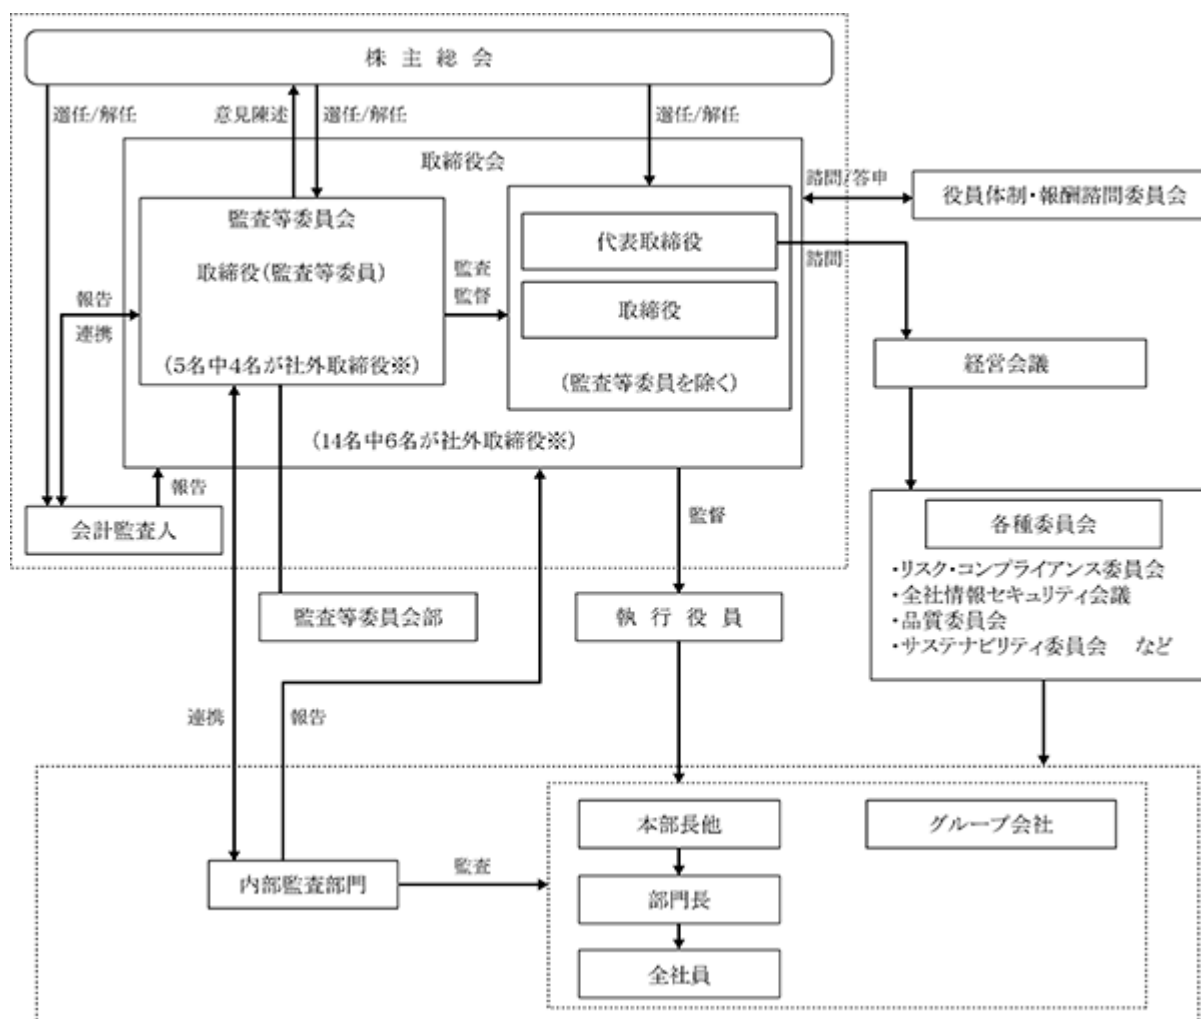 株 主 総 会
選任/解任
意見陳述
選任/解任
選任/解任
取締役会
諮問/答申
役員体制・報酬諮問委員会
監査等委員会
取締役(監査等委員)
(5名中4名が社外取締役※)
監査
監督
代表取締役
取締役
(監査等委員を除く)
諮問
経営会議
報告
連携
(14名中6名が社外取締役※)
報告
会計監査人
監督
各種委員会
・リスク・コンプライアンス委員会
・全社情報セキュリティ会議
・品質委員会
・サステナビリティ委員会 など
監査等委員会部
執 行 役 員
連携
報告
本部長他
グループ会社
内部監査部門
監査
部門長
全社員